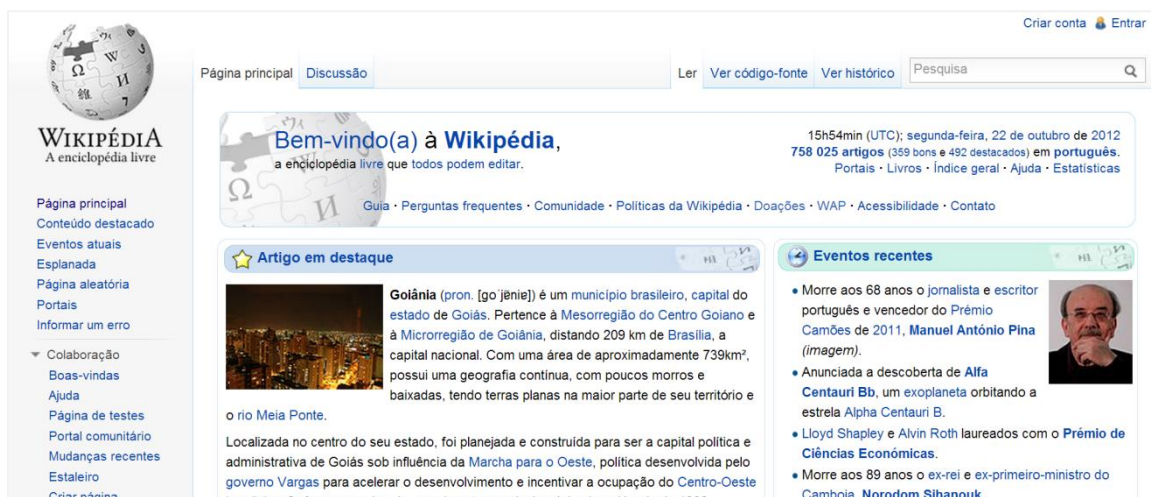 Criar conta Entrar
Página principal Discussão Ler Ver código-fonte Ver histórico Pesquisa
WIKIPÉDIA
A enciclopédia livre
Página principal
Conteúdo destacado
Eventos atuais
Esplanada
Página aleatória
Portais
Informar um erro
Colaboração
Boas-vindas
Ajuda
Página de testes
Portal comunitário
Mudanças recentes
Estaleiro
Criar página
Bem-vindo(a) à Wikipédia,
a enciclopédia livre que todos podem editar.
15h54min (UTC); segunda-feira, 22 de outubro de 2012
758 025 artigos (359 bons e 492 destacados) em português.
Portais · Livros · Índice geral · Ajuda · Estatísticas
Guia · Perguntas frequentes · Comunidade · Políticas da Wikipédia · Doações · WAP · Acessibilidade · Contato
Artigo em destaque
Goiânia (pron. [go ˈjɐniɐ]) é um município brasileiro, capital do
estado de Goiás. Pertence à Mesorregião do Centro Goiano e
à Microrregião de Goiânia, distando 209 km de Brasília, a
capital nacional. Com uma área de aproximadamente 739km²,
possui uma geografia contínua, com poucos morros e
baixadas, tendo terras planas na maior parte de seu território e
o rio Meia Ponte.
Localizada no centro do seu estado, foi planejada e construída para ser a capital política e
administrativa de Goiás sob influência da Marcha para o Oeste, política desenvolvida pelo
governo Vargas para acelerar o desenvolvimento e incentivar a ocupação do Centro-Oeste
Eventos recentes
• Morre aos 68 anos o jornalista e escritor
português e vencedor do Prémio
Camões de 2011, Manuel António Pina
(imagem).
• Anunciada a descoberta de Alfa
Centauri Bb, um exoplaneta orbitando a
estrela Alpha Centauri B.
• Lloyd Shapley e Alvin Roth laureados com o Prémio de
Ciências Económicas.
• Morre aos 89 anos o ex-rei e ex-primeiro-ministro do
Camboja, Norodom Sihanouk